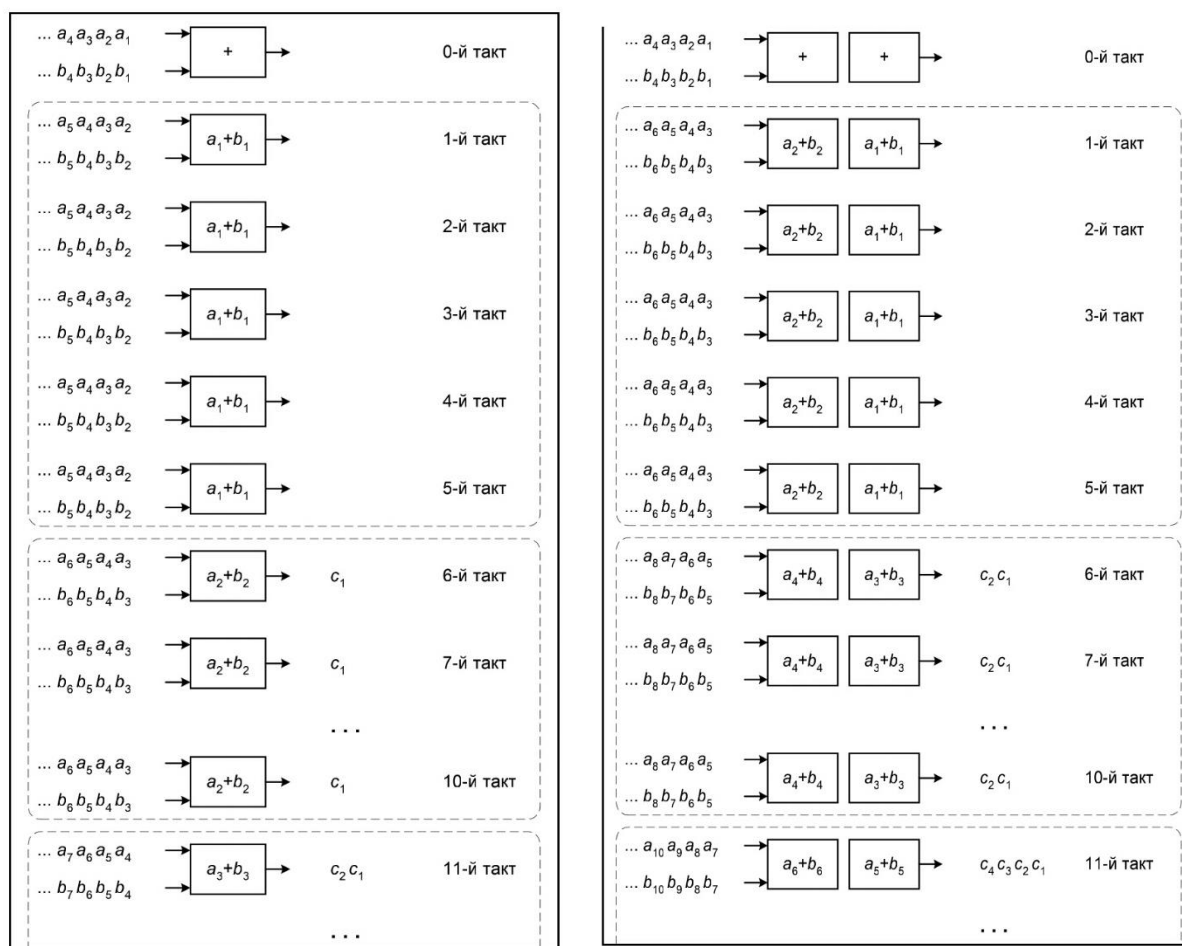 ... a₄ a₃ a₂ a₁
+
0-й такт
... b₄ b₃ b₂ b₁
... a₅ a₄ a₃ a₂
a₁+b₁
1-й такт
... b₅ b₄ b₃ b₂
... a₅ a₄ a₃ a₂
a₁+b₁
2-й такт
... b₅ b₄ b₃ b₂
... a₅ a₄ a₃ a₂
a₁+b₁
3-й такт
... b₅ b₄ b₃ b₂
... a₅ a₄ a₃ a₂
a₁+b₁
4-й такт
... b₅ b₄ b₃ b₂
... a₅ a₄ a₃ a₂
a₁+b₁
5-й такт
... b₅ b₄ b₃ b₂
... a₆ a₅ a₄ a₃
a₂+b₂
c₁
6-й такт
... b₆ b₅ b₄ b₃
... a₆ a₅ a₄ a₃
a₂+b₂
c₁
7-й такт
... b₆ b₅ b₄ b₃
. . .
... a₆ a₅ a₄ a₃
a₂+b₂
c₁
10-й такт
... b₆ b₅ b₄ b₃
... a₇ a₆ a₅ a₄
a₃+b₃
c₂ c₁
11-й такт
... b₇ b₆ b₅ b₄
. . .
... a₄ a₃ a₂ a₁
+ +
0-й такт
... b₄ b₃ b₂ b₁
... a₆ a₅ a₄ a₃
a₂+b₂ a₁+b₁
1-й такт
... b₆ b₅ b₄ b₃
... a₆ a₅ a₄ a₃
a₂+b₂ a₁+b₁
2-й такт
... b₆ b₅ b₄ b₃
... a₆ a₅ a₄ a₃
a₂+b₂ a₁+b₁
3-й такт
... b₆ b₅ b₄ b₃
... a₆ a₅ a₄ a₃
a₂+b₂ a₁+b₁
4-й такт
... b₆ b₅ b₄ b₃
... a₆ a₅ a₄ a₃
a₂+b₂ a₁+b₁
5-й такт
... b₆ b₅ b₄ b₃
... a₈ a₇ a₆ a₅
a₄+b₄ a₃+b₃
c₂ c₁
6-й такт
... b₈ b₇ b₆ b₅
... a₈ a₇ a₆ a₅
a₄+b₄ a₃+b₃
c₂ c₁
7-й такт
... b₈ b₇ b₆ b₅
. . .
... a₈ a₇ a₆ a₅
a₄+b₄ a₃+b₃
c₂ c₁
10-й такт
... b₈ b₇ b₆ b₅
... a₁₀ a₉ a₈ a₇
a₆+b₆ a₅+b₅
c₄ c₃ c₂ c₁
11-й такт
... b₁₀ b₉ b₈ b₇
. . .